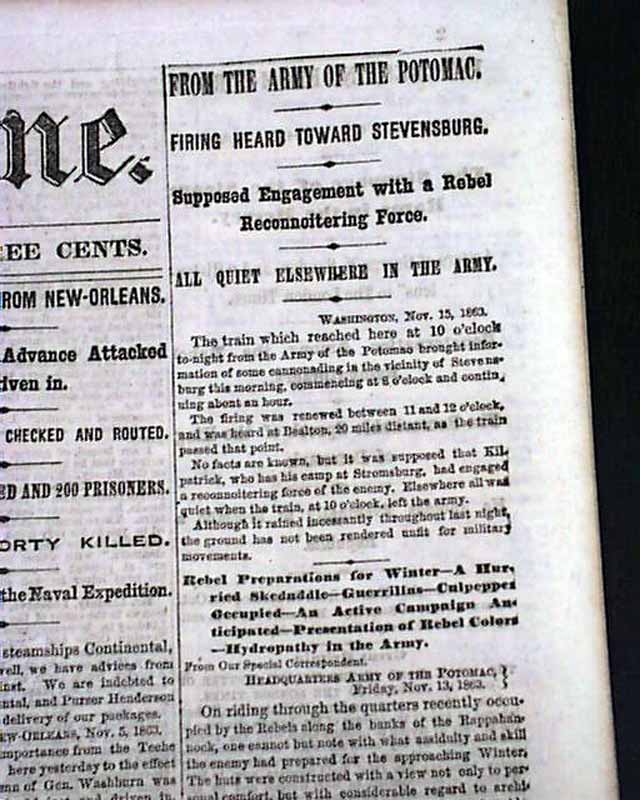 ne.
EE CENTS.
ROM NEW-ORLEANS.
Advance Attacked
iven in.
CHECKED AND ROUTED.
ED AND 200 PRISONERS.
ORTY KILLED.
the Naval Expedition.
steamships Continental,
well, we have advices from
inst. We are indebted to
ntal, and Purser Henderson
delivery of our packages.
EW-ORLEANS, Nov. 5, 1863.
mportance from the Teche
here yesterday to the effect
nn of Gen. Washburn was
and driven in,
FROM THE ARMY OF THE POTOMAC.
FIRING HEARD TOWARD STEVENSBURG.
Supposed Engagement with a Rebel
Reconnoitering Force.
ALL QUIET ELSEWHERE IN THE ARMY.
WASHINGTON, Nov. 15, 1863.
The train which reached here at 10 o'clock
to-night from the Army of the Potomac brought infor-
mation of some cannonading in the vicinity of Stevens-
burg this morning, commencing at 8 o'clock and contin-
uing about an hour.
The firing was renewed between 11 and 12 o'clock,
and was heard at Bealton, 20 miles distant, as the train
passed that point.
No facts are known, but it was supposed that Kil-
patrick, who has his camp at Stromsburg, had engaged
a reconnoitering force of the enemy. Elsewhere all was
quiet when the train, at 10 o'clock, left the army.
Although it rained incessantly throughout last night,
the ground has not been rendered unfit for military
movements.
Rebel Preparations for Winter—A Hur-
ried Skedaddle—Guerrillas—Culpepper
Occupied—An Active Campaign An-
ticipated—Presentation of Rebel Colors
—Hydropathy in the Army.
From Our Special Correspondent.
HEADQUARTERS ARMY OF THE POTOMAC, }
Friday, Nov. 13, 1863.
On riding through the quarters recently occu-
pied by the Rebels along the banks of the Rappahan-
nock, one cannot but note with what assiduity and skill
the enemy had prepared for the approaching Winter.
The huts were constructed with a view not only to per-
sonal comfort, but with considerable regard to archi-